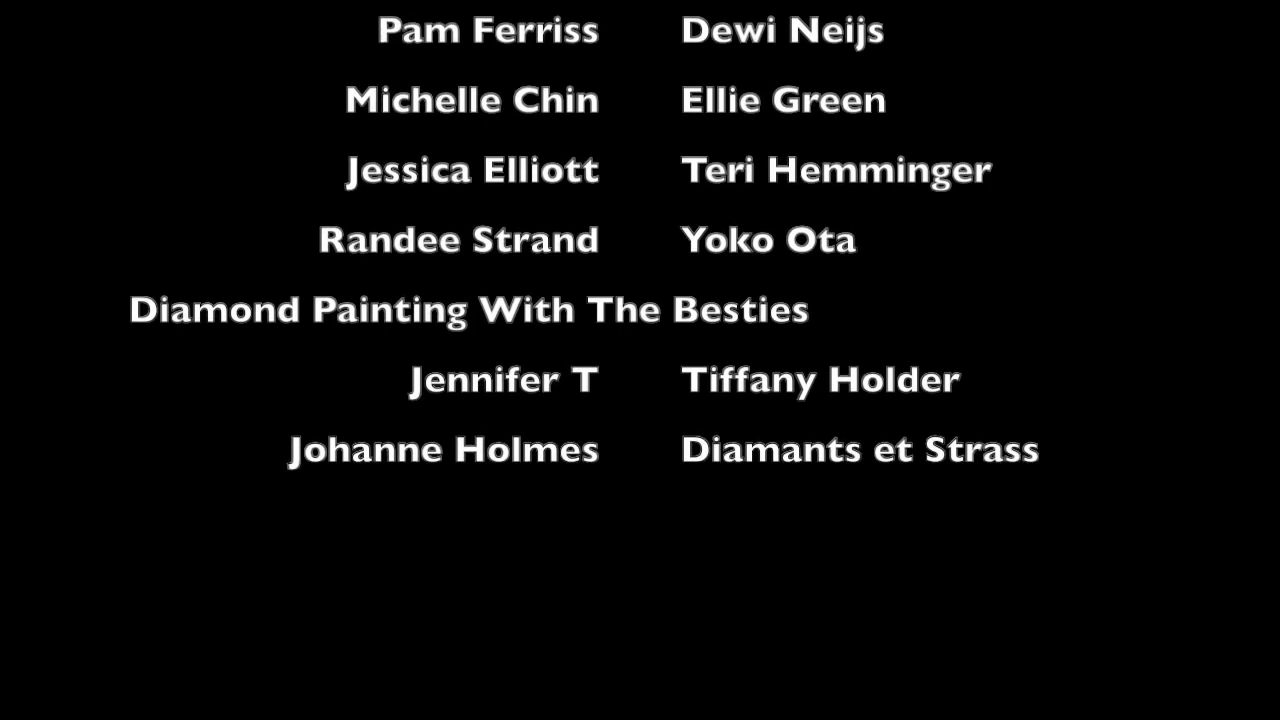 Pam Ferriss Dewi Neijs
Michelle Chin Ellie Green
Jessica Elliott Teri Hemminger
Randee Strand Yoko Ota
Diamond Painting With The Besties
Jennifer T Tiffany Holder
Johanne Holmes Diamants et Strass